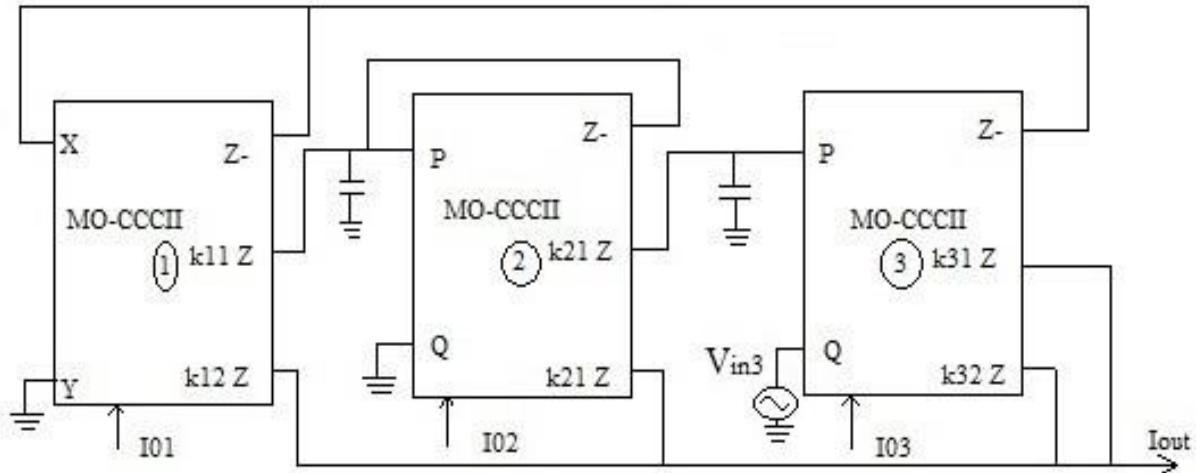 X
Z-
MO-CCCII
1
k11 Z
Y
k12 Z
I01
P
Z-
MO-CCCII
2
k21 Z
Q
k21 Z
I02
P
Z-
MO-CCCII
3
k31 Z
Vin3
Q
k32 Z
I03
Iout